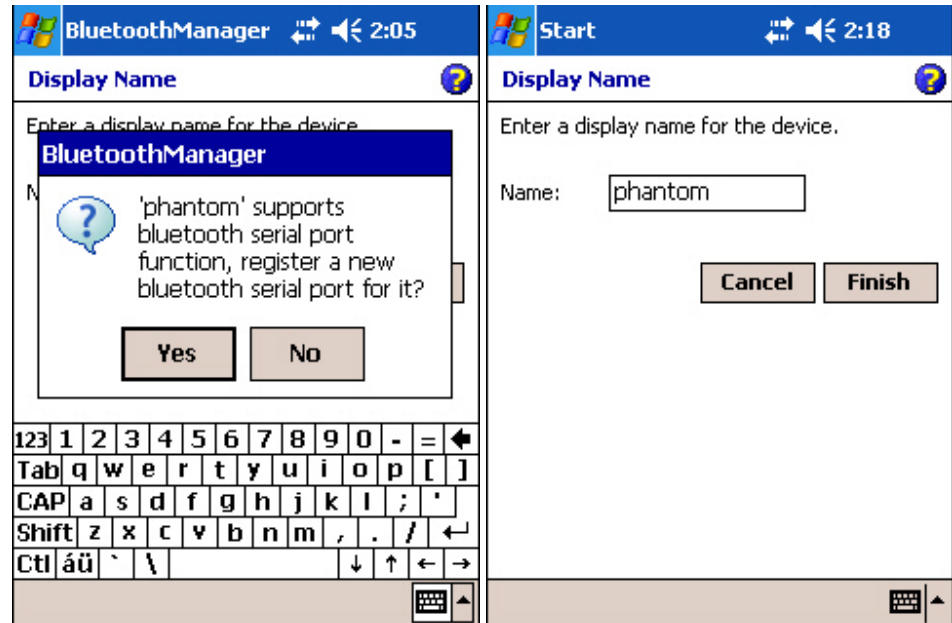 BluetoothManager 2:05
Display Name
Enter a display name for the device
BluetoothManager
'phantom' supports
bluetooth serial port
function, register a new
bluetooth serial port for it?
Yes No
123 1 2 3 4 5 6 7 8 9 0 - =
Tab q w e r t y u i o p [ ]
CAP a s d f g h j k l ; '
Shift z x c v b n m , . /
Ctl áü ` \
Start 2:18
Display Name
Enter a display name for the device.
Name: phantom
Cancel Finish